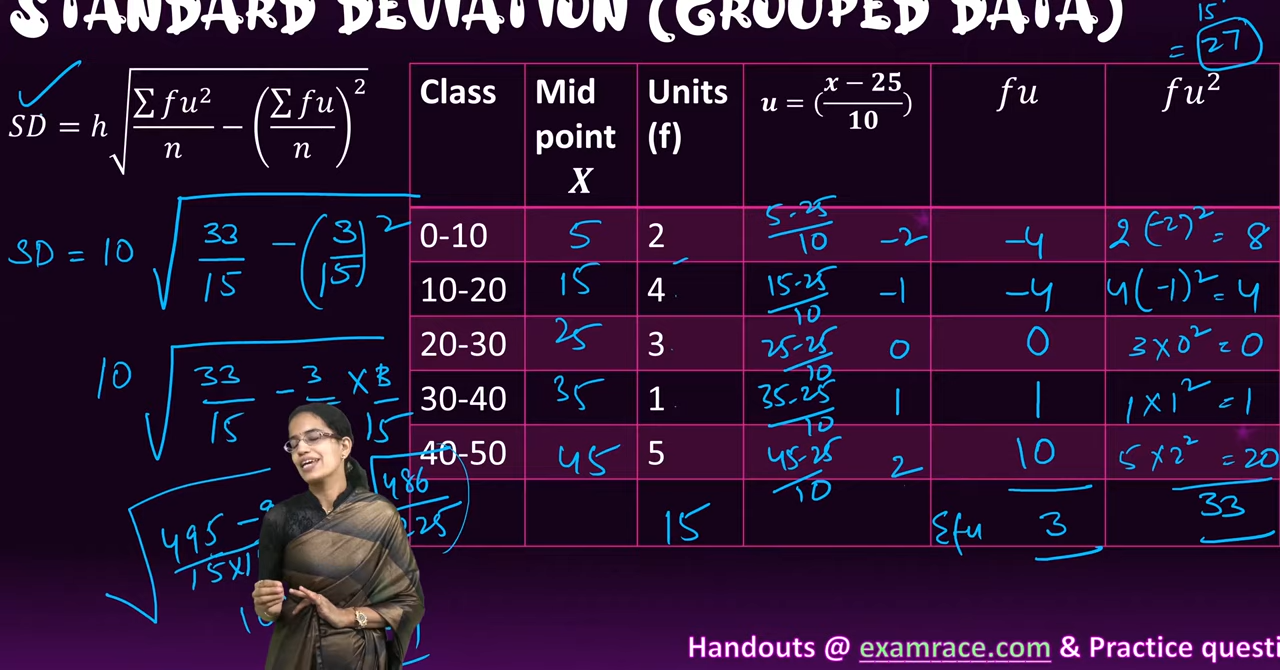 STANDARD DEVIATION (GROUPED DATA)
15
= 27
SD = h √(∑fu²/n − (∑fu/n)²)
Class | Mid point X | Units (f) | u = (x − 25/10) | fu | fu²
0-10 | 5 | 2 | 5-25/10 -2 | -4 | 2(-2)² = 8
10-20 | 15 | 4 | 15-25/10 -1 | -4 | 4(-1)² = 4
20-30 | 25 | 3 | 25-25/10 0 | 0 | 3×0² = 0
30-40 | 35 | 1 | 35-25/10 1 | 1 | 1×1² = 1
40-50 | 45 | 5 | 45-25/10 2 | 10 | 5×2² = 20
15 | Σfu 3 | 33
SD = 10 √(33/15 − (3/15)²)
10 √(33/15 − 3 × 3/15)
√(495 − 9
15×1
√486
225
Handouts @ examrace.com & Practice questi